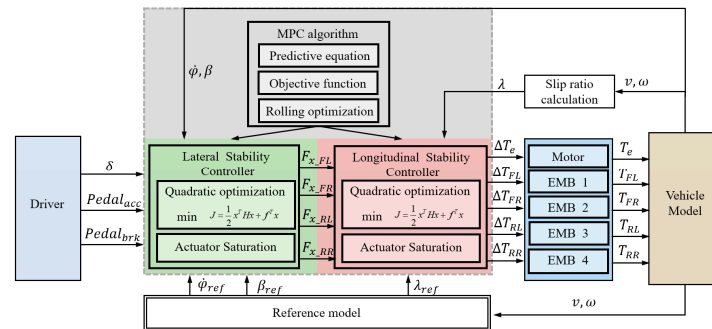 MPC algorithm
Predictive equation
Objective function
Rolling optimization
φ̇, β
λ
Slip ratio
calculation
v, ω
Driver
δ
Pedal_acc
Pedal_brk
Lateral Stability
Controller
Quadratic optimization
min J = 1/2 x^T Hx + f^T x
Actuator Saturation
F_x_FL
F_x_FR
F_x_RL
F_x_RR
Longitudinal Stability
Controller
Quadratic optimization
min J = 1/2 x^T Hx + f^T x
Actuator Saturation
ΔT_e
ΔT_FL
ΔT_FR
ΔT_RL
ΔT_RR
Motor
EMB 1
EMB 2
EMB 3
EMB 4
T_e
T_FL
T_FR
T_RL
T_RR
Vehicle
Model
φ̇_ref
β_ref
λ_ref
v, ω
Reference model